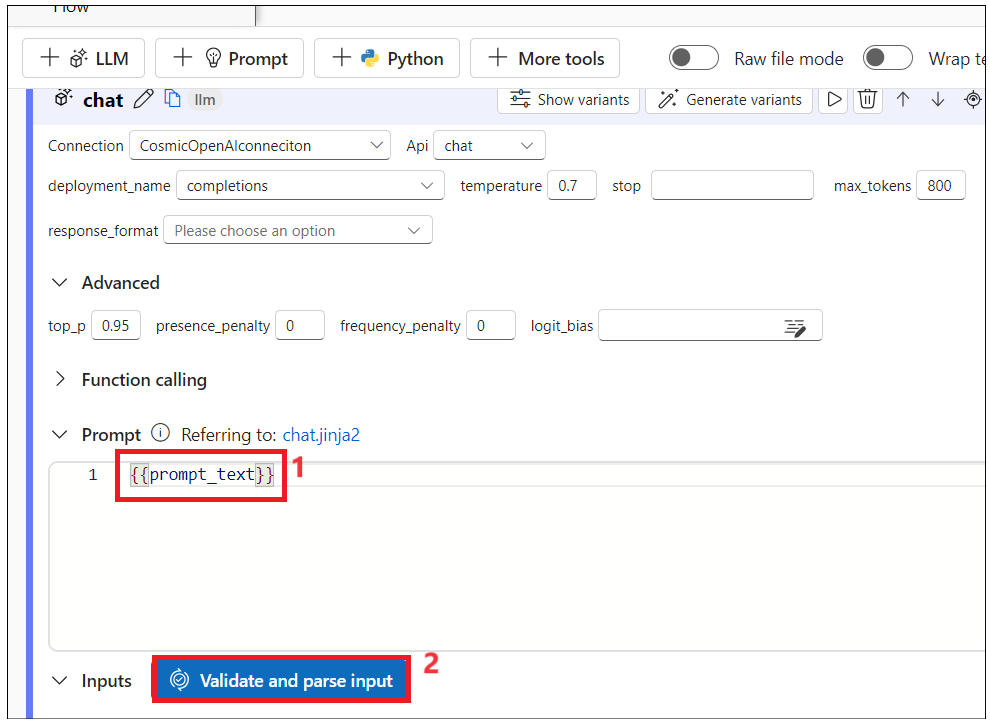 Flow
LLM Prompt Python More tools Raw file mode Wrap te
chat llm Show variants Generate variants
Connection CosmicOpenAIconneciton Api chat
deployment_name completions temperature 0.7 stop max_tokens 800
response_format Please choose an option
Advanced
top_p 0.95 presence_penalty 0 frequency_penalty 0 logit_bias
Function calling
Prompt Referring to: chat.jinja2
1 {{prompt_text}} 1
Inputs Validate and parse input 2